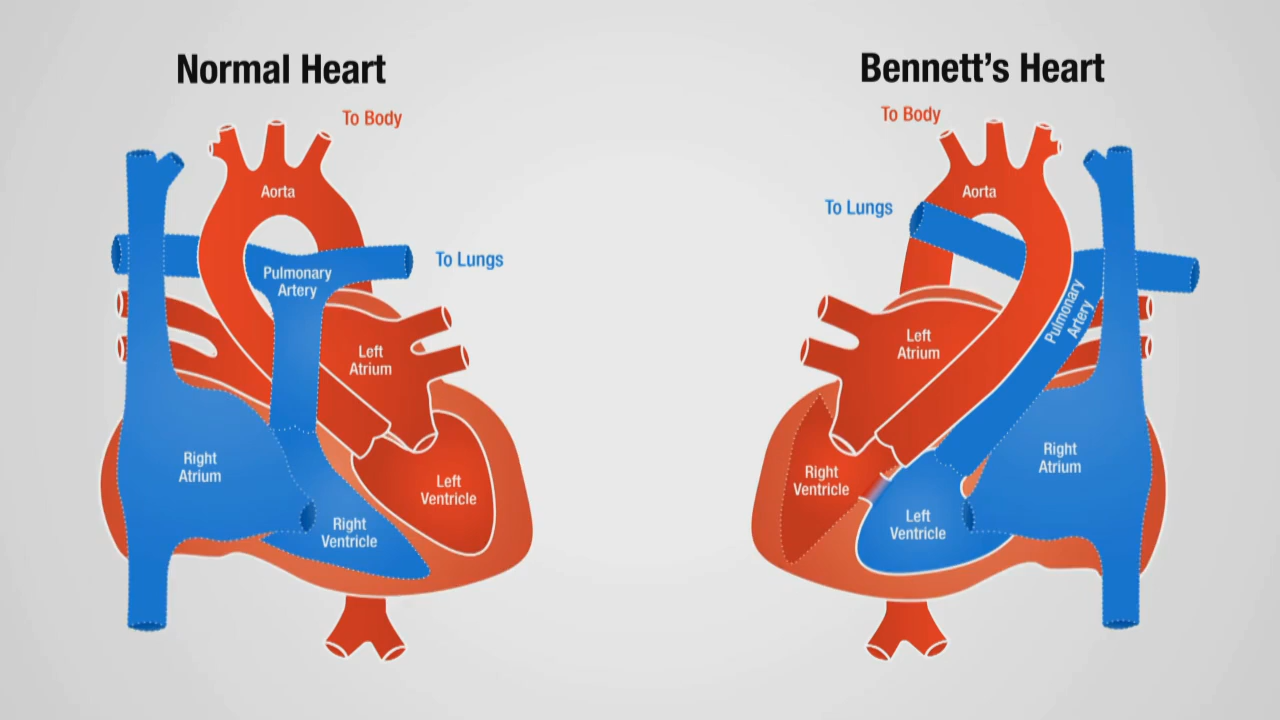 Normal Heart
To Body
Aorta
To Lungs
Pulmonary
Artery
Left
Atrium
Right
Atrium
Left
Ventricle
Right
Ventricle
Bennett's Heart
To Body
Aorta
To Lungs
Pulmonary
Artery
Left
Atrium
Right
Atrium
Right
Ventricle
Left
Ventricle